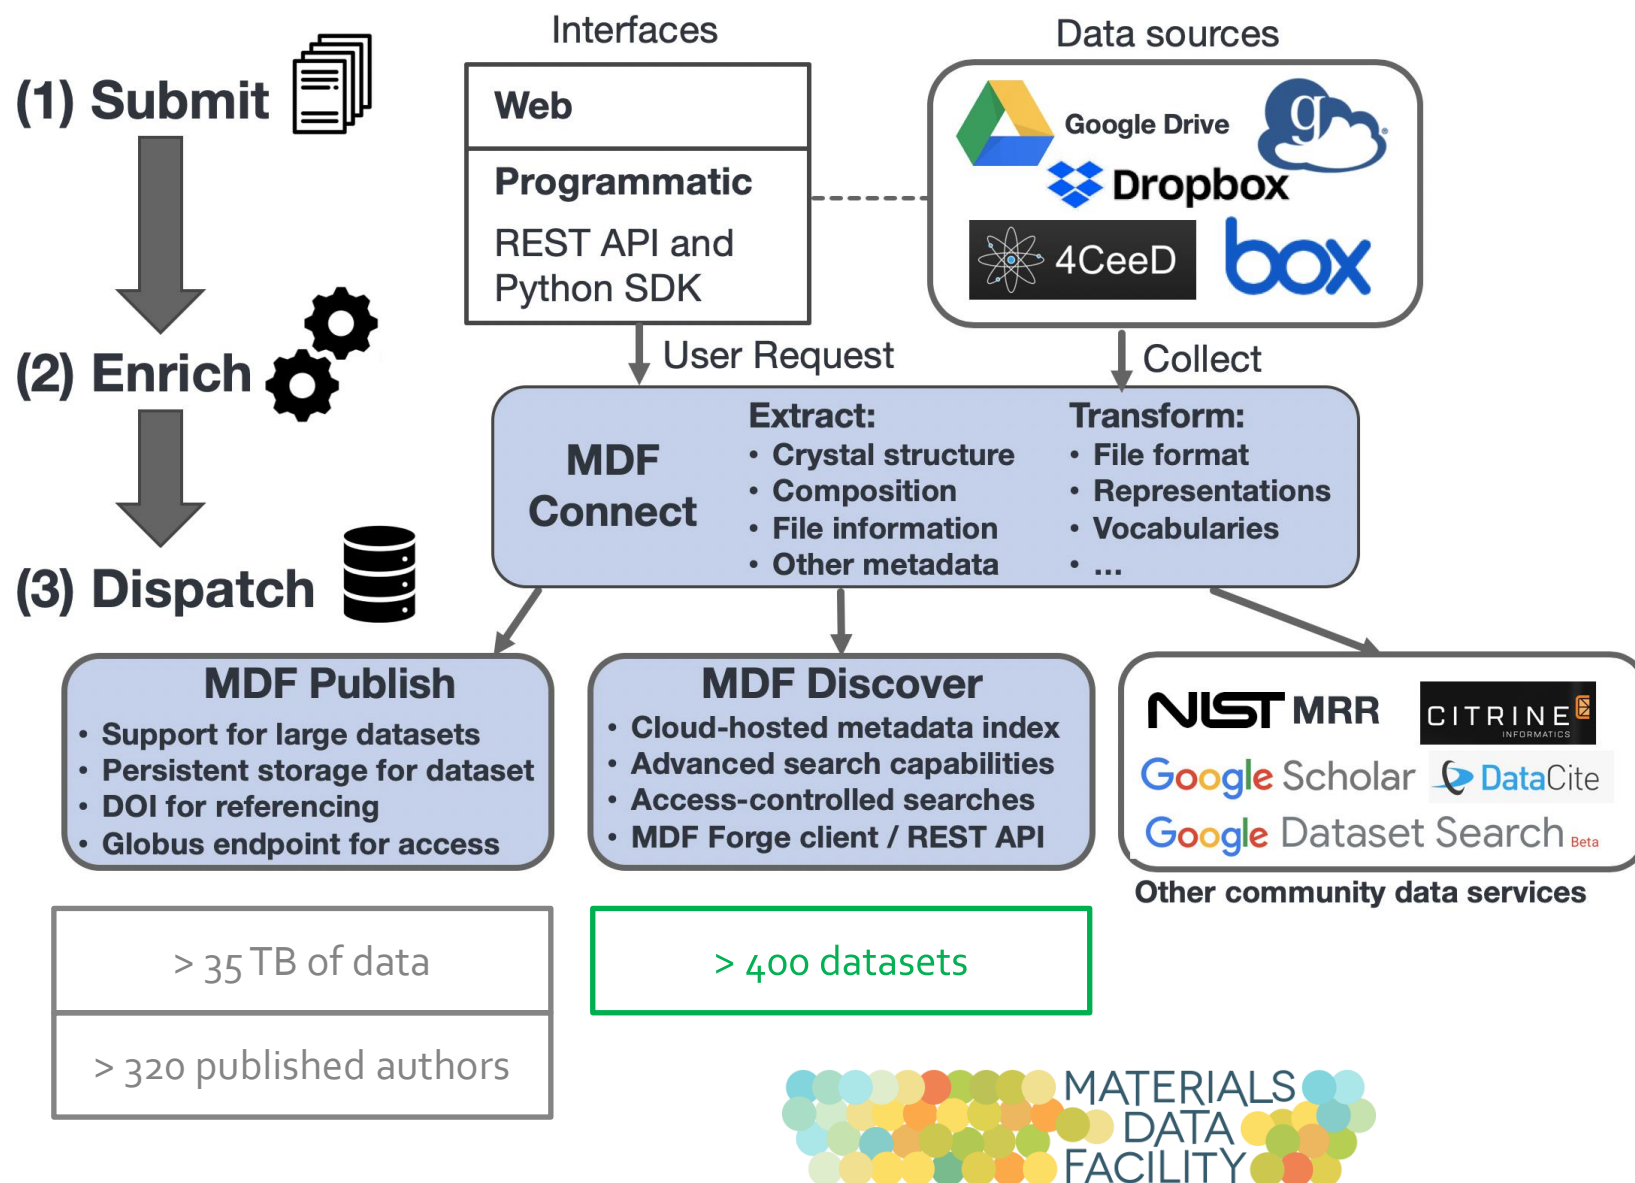 Interfaces
Data sources
(1) Submit
Web
Programmatic
REST API and
Python SDK
Google Drive
g
Dropbox
4CeeD
box
User Request
Collect
(2) Enrich
MDF
Connect
Extract:
• Crystal structure
• Composition
• File information
• Other metadata
Transform:
• File format
• Representations
• Vocabularies
• ...
(3) Dispatch
MDF Publish
• Support for large datasets
• Persistent storage for dataset
• DOI for referencing
• Globus endpoint for access
MDF Discover
• Cloud-hosted metadata index
• Advanced search capabilities
• Access-controlled searches
• MDF Forge client / REST API
NIST MRR
CITRINE
INFORMATICS
Google Scholar
DataCite
Google Dataset Search Beta
Other community data services
> 35 TB of data
> 320 published authors
> 400 datasets
MATERIALS
DATA
FACILITY